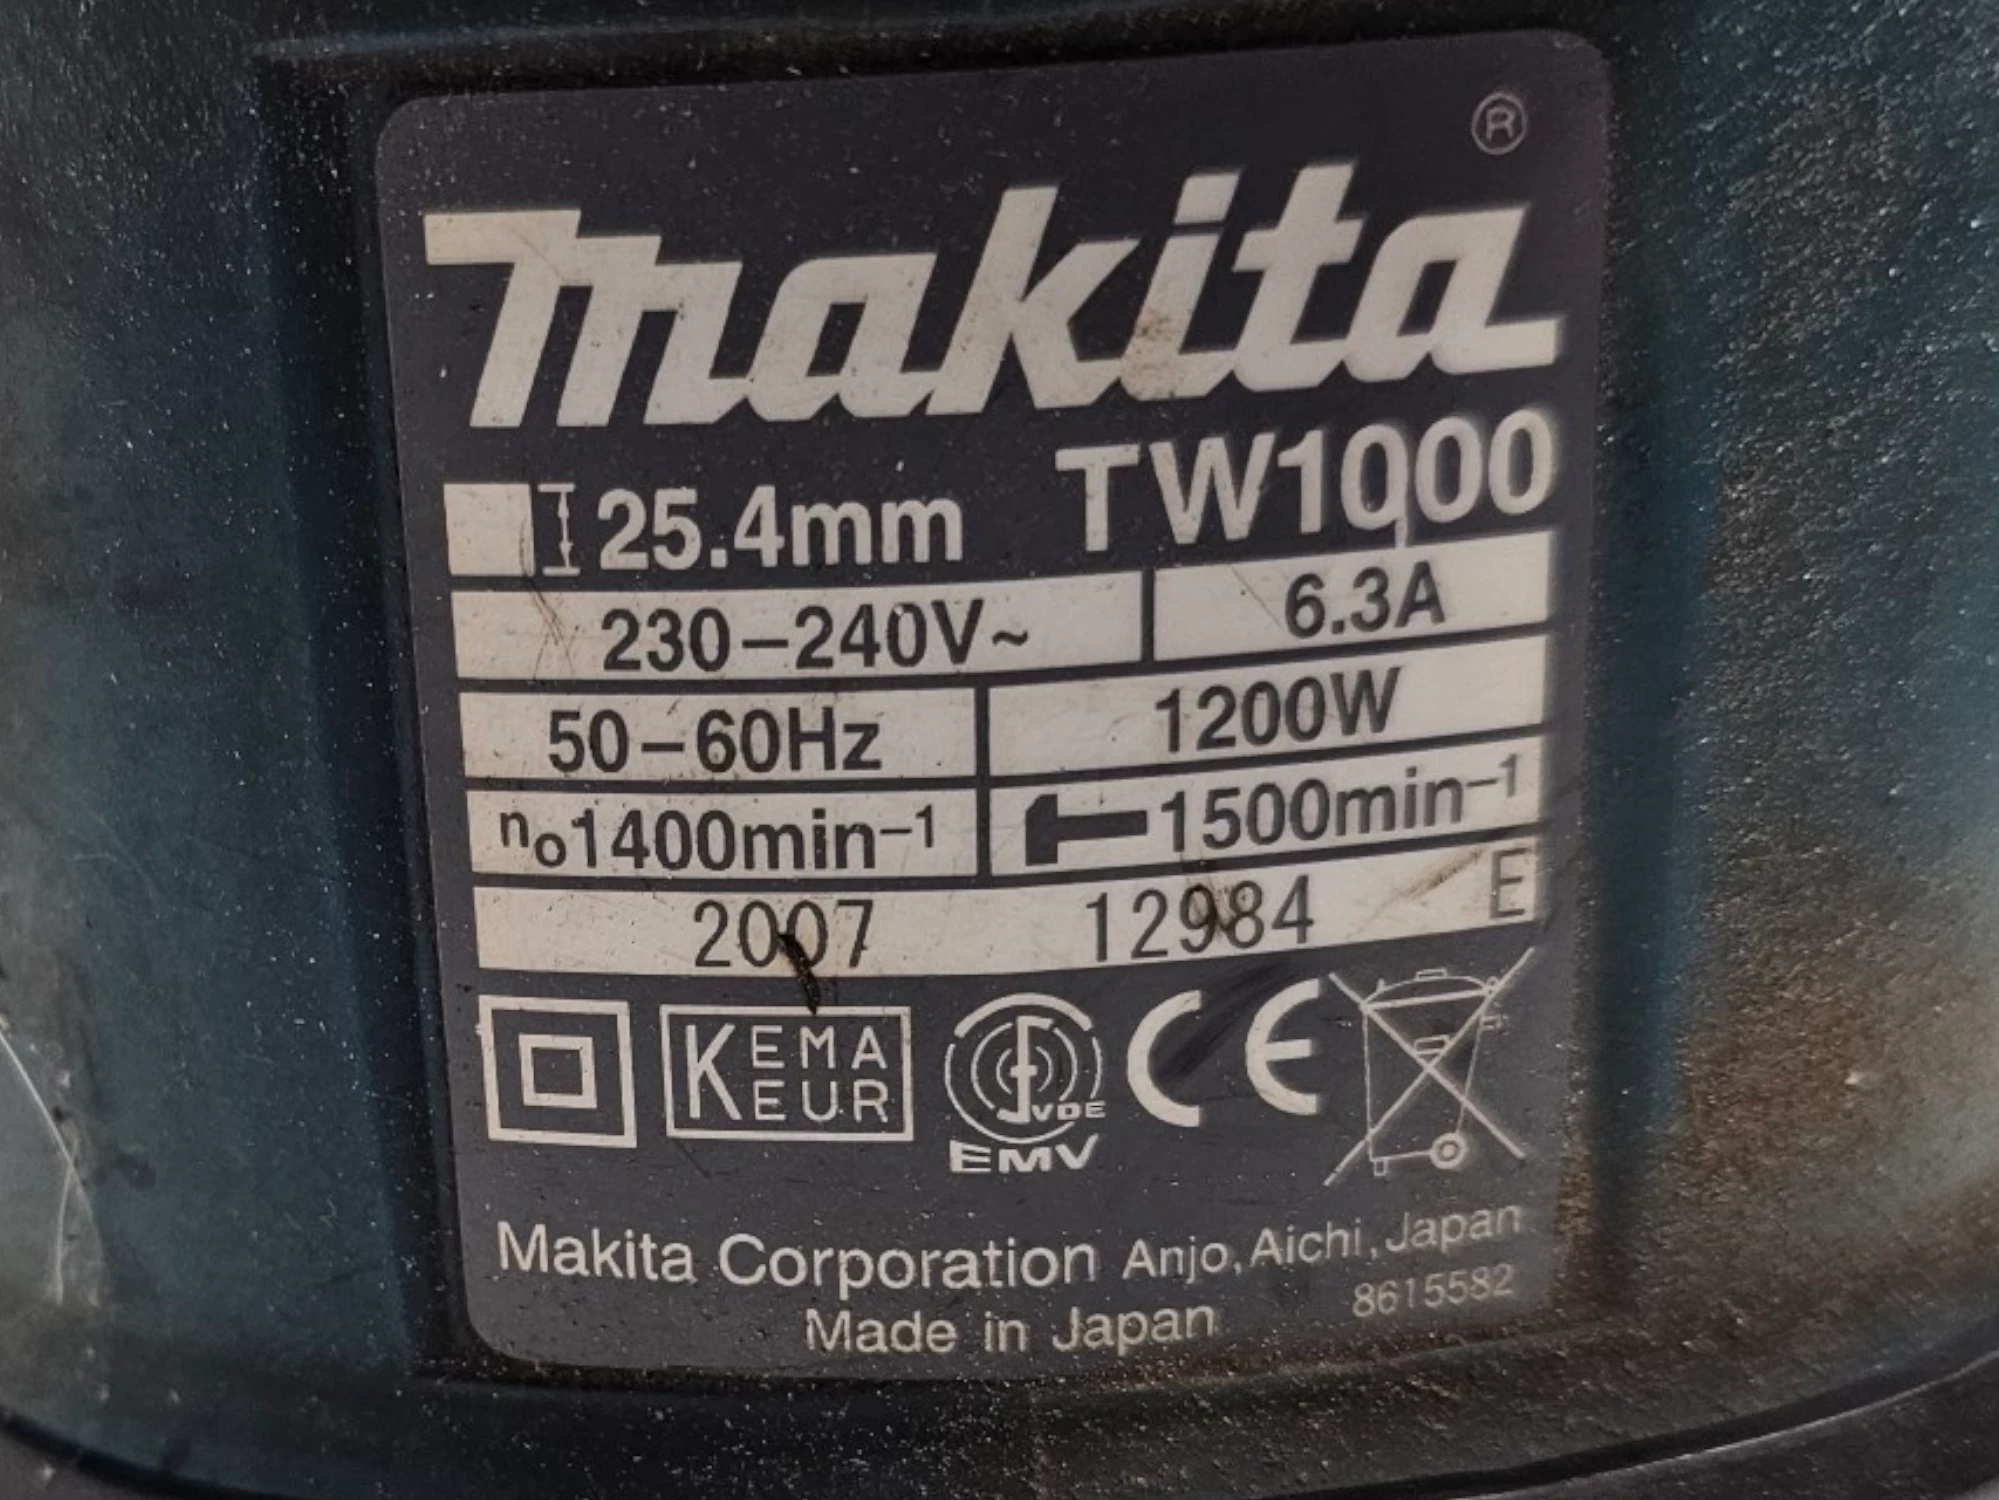 makita®
25.4mm TW1000
230-240V~ 6.3A
50-60Hz 1200W
n₀1400min⁻¹ 1500min⁻¹
2007 12984 E
KEMA
KEUR
VDE
EMV
CE
Makita Corporation Anjo, Aichi, Japan
Made in Japan 8615582